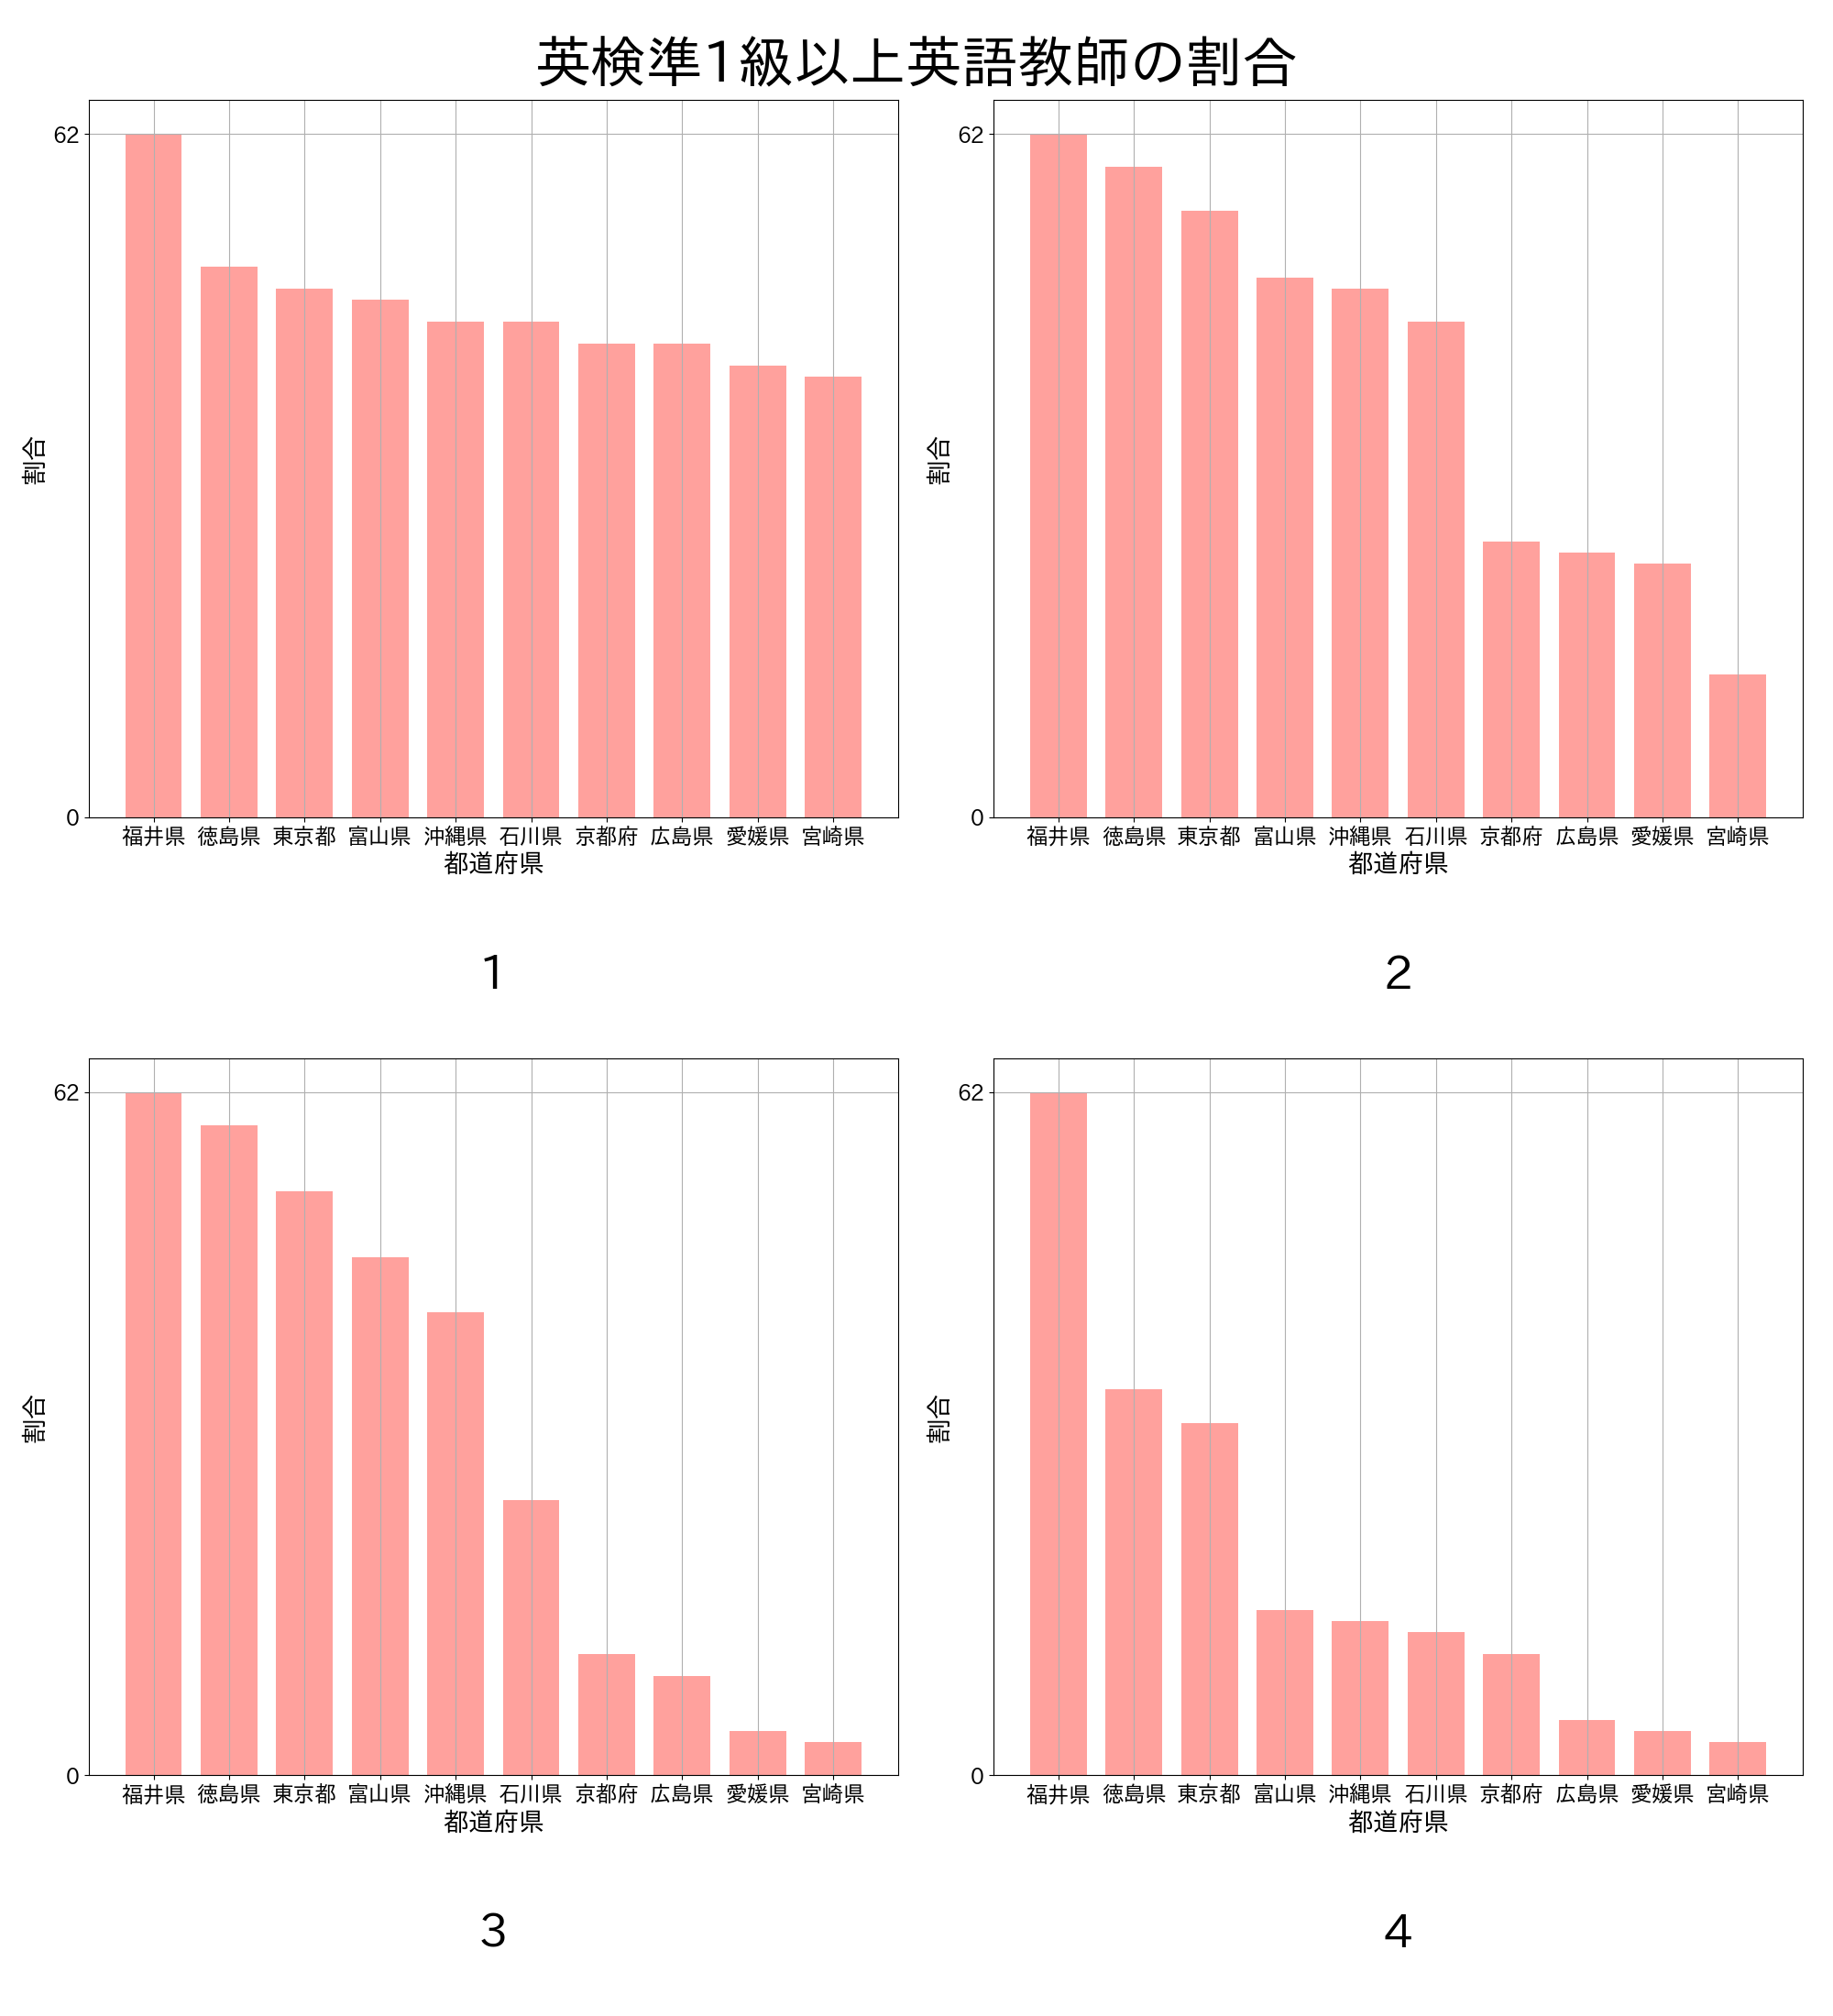 英検準1級以上英語教師の割合
62
0
割合
福井県 徳島県 東京都 富山県 沖縄県 石川県 京都府 広島県 愛媛県 宮崎県
都道府県
1
62
0
割合
福井県 徳島県 東京都 富山県 沖縄県 石川県 京都府 広島県 愛媛県 宮崎県
都道府県
2
62
0
割合
福井県 徳島県 東京都 富山県 沖縄県 石川県 京都府 広島県 愛媛県 宮崎県
都道府県
3
62
0
割合
福井県 徳島県 東京都 富山県 沖縄県 石川県 京都府 広島県 愛媛県 宮崎県
都道府県
4